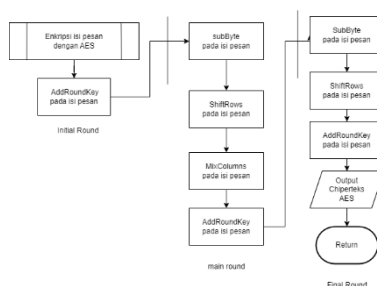 Enkripsi isi pesan
dengan AES
AddRoundKey
pada isi pesan
Initial Round
subByte
pada isi pesan
ShiftRows
pada isi pesan
MixColumns
pada isi pesan
AddRoundKey
pada isi pesan
main round
SubByte
pada isi pesan
ShiftRows
pada isi pesan
AddRoundKey
pada isi pesan
Output
Chiperteks
AES
Return
Final Round